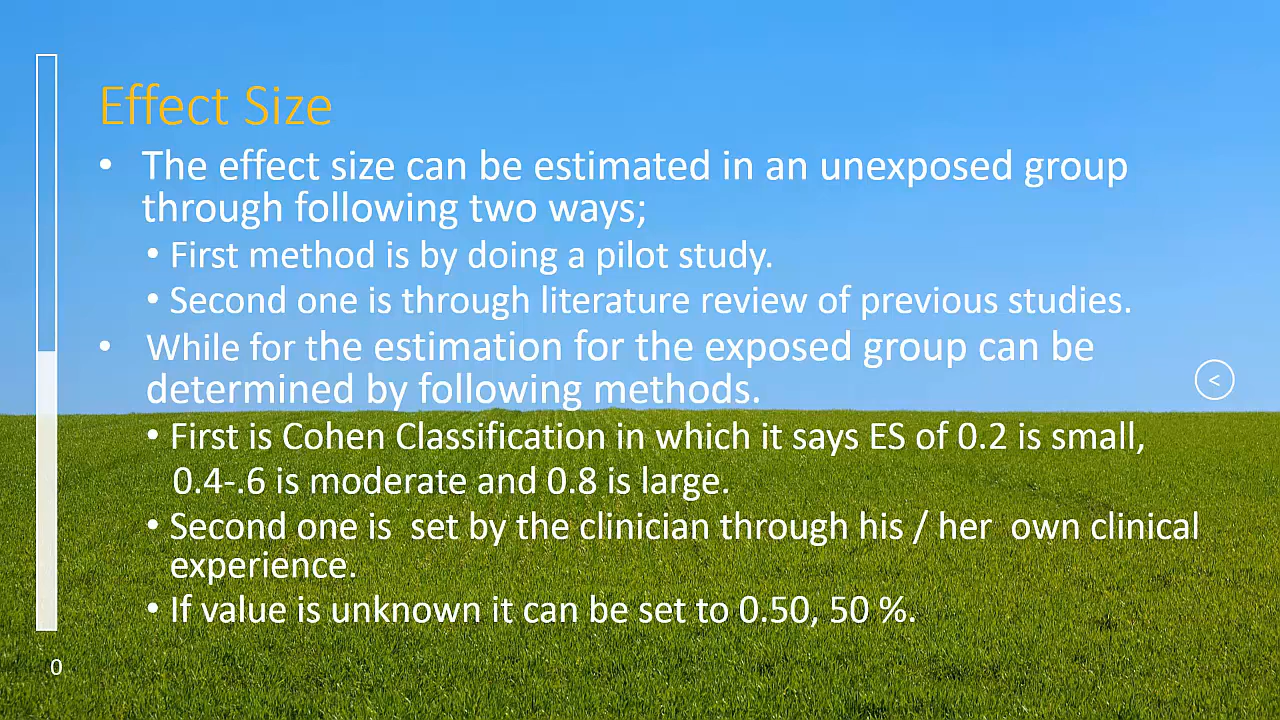 Effect Size
• The effect size can be estimated in an unexposed group
through following two ways;
• First method is by doing a pilot study.
• Second one is through literature review of previous studies.
• While for the estimation for the exposed group can be
determined by following methods.
<
• First is Cohen Classification in which it says ES of 0.2 is small,
0.4-.6 is moderate and 0.8 is large.
• Second one is  set by the clinician through his / her  own clinical
experience.
• If value is unknown it can be set to 0.50, 50 %.
0